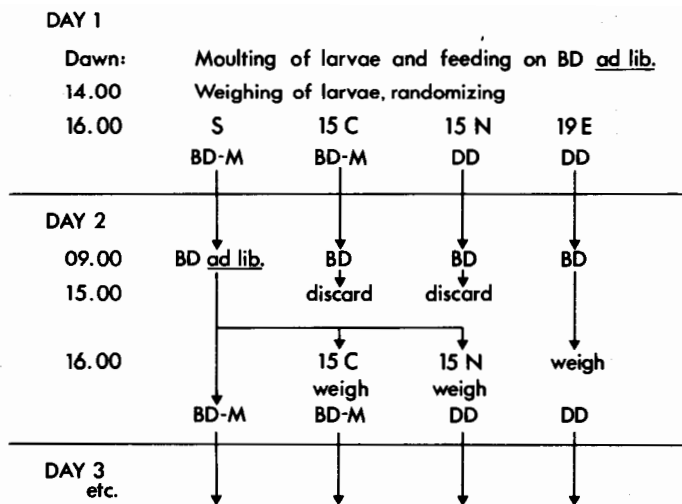 DAY 1
Dawn: Moulting of larvae and feeding on BD ad lib.
14.00 Weighing of larvae, randomizing
16.00 S 15 C 15 N 19 E
BD-M BD-M DD DD
DAY 2
09.00 BD ad lib. BD BD BD
15.00 discard discard
16.00 15 C 15 N weigh
weigh weigh
BD-M BD-M DD DD
DAY 3
etc.